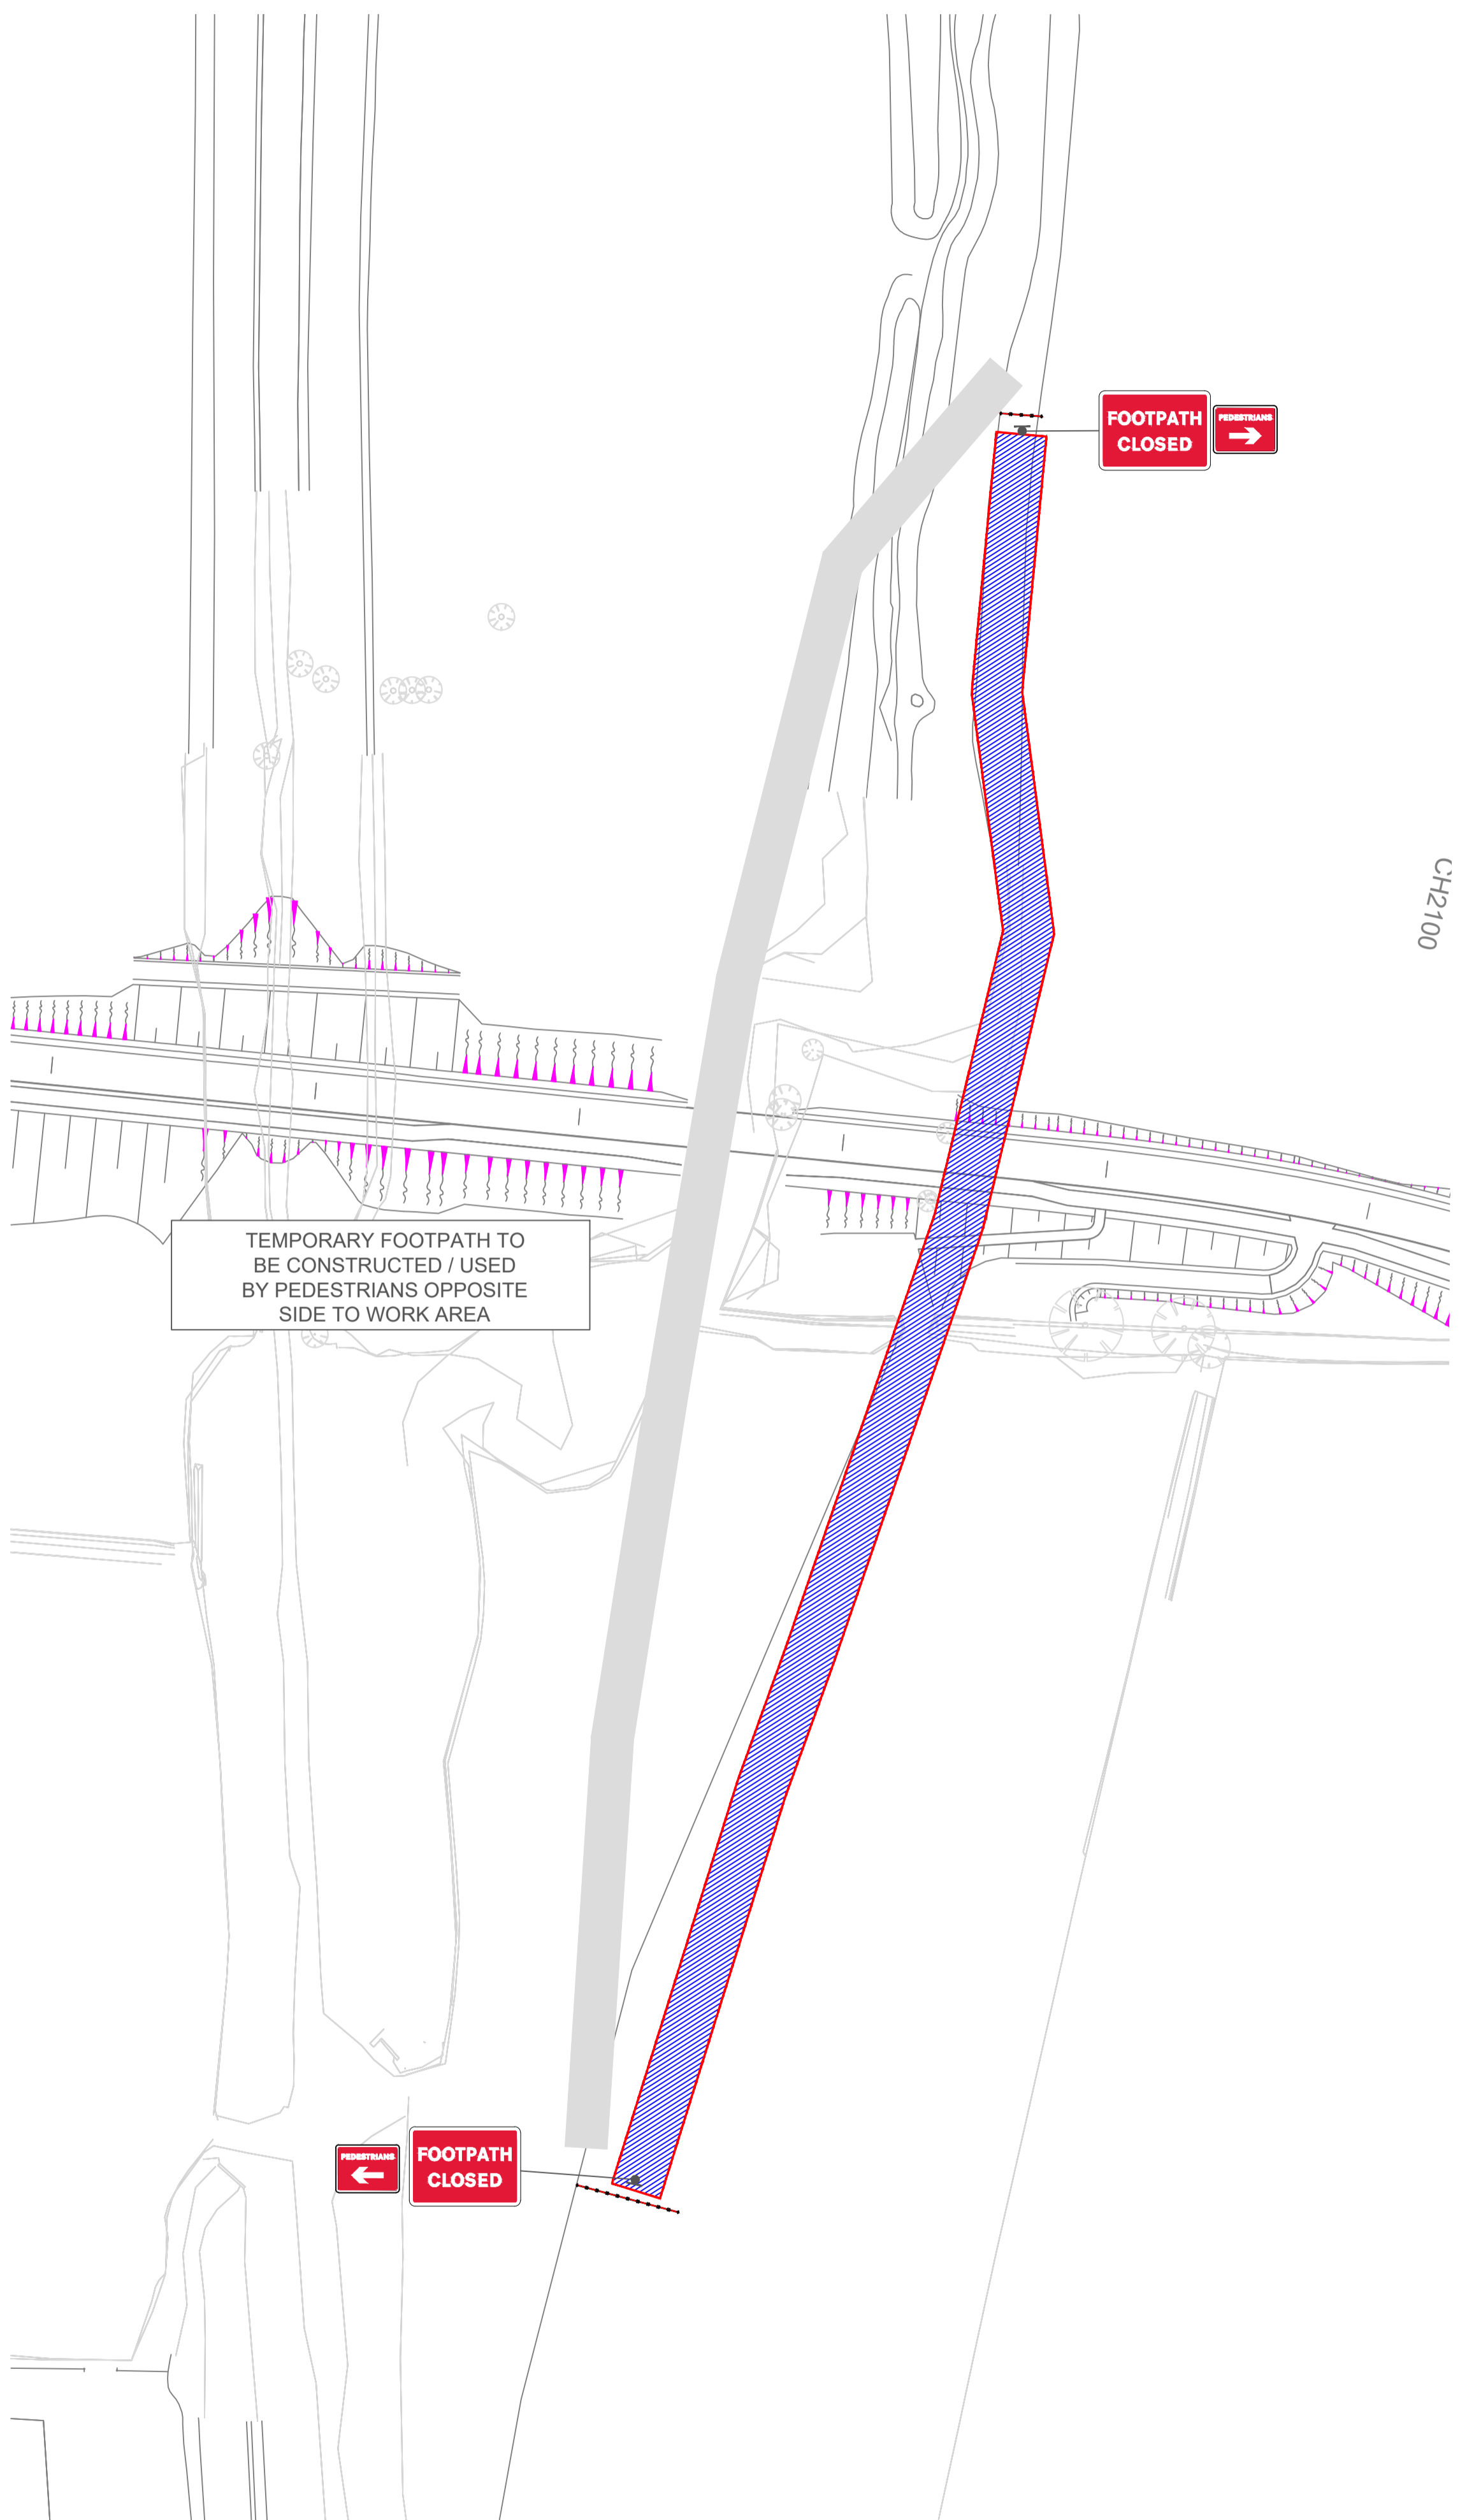 FOOTPATH
CLOSED
PEDESTRIANS
CH2100
TEMPORARY FOOTPATH TO
BE CONSTRUCTED / USED
BY PEDESTRIANS OPPOSITE
SIDE TO WORK AREA
PEDESTRIANS
FOOTPATH
CLOSED